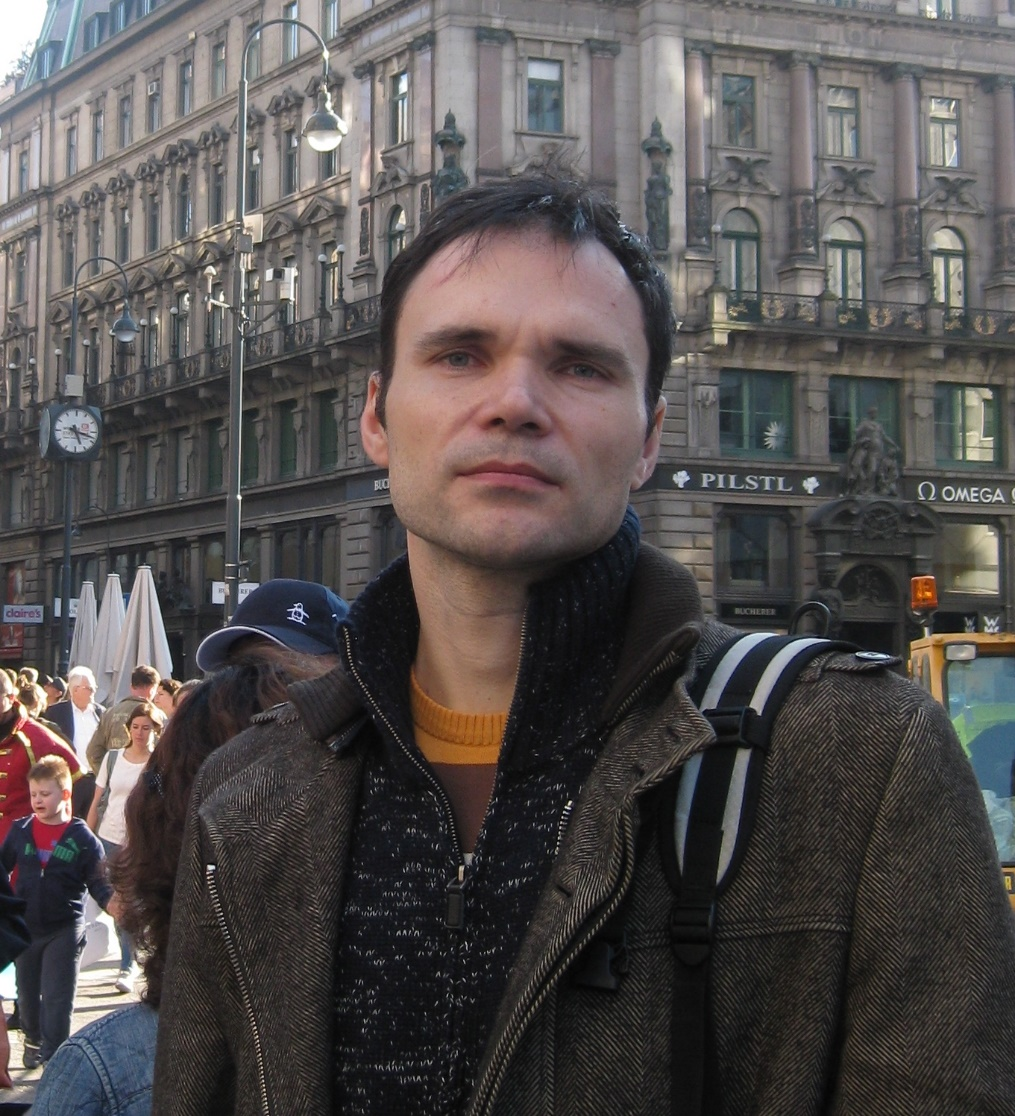 PILSTL
Ω OMEGA
BUCHERER
claire's